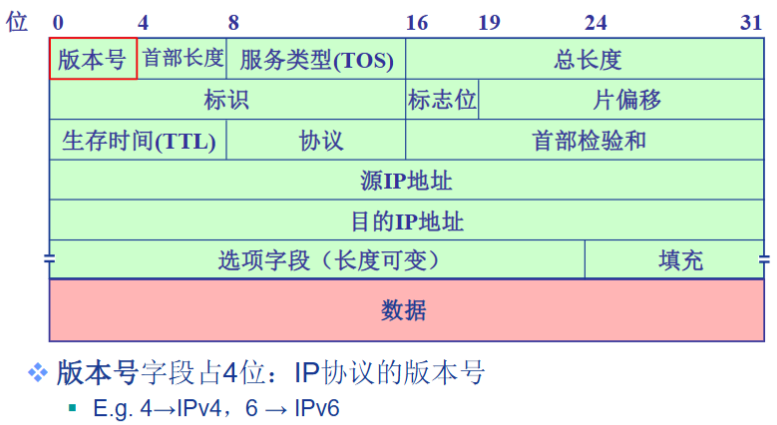 位 0 4 8 16 19 24 31
版本号 首部长度 服务类型(TOS) 总长度
标识 标志位 片偏移
生存时间(TTL) 协议 首部检验和
源IP地址
目的IP地址
选项字段（长度可变） 填充
数据
版本号字段占4位：IP协议的版本号
E.g. 4→IPv4，6 → IPv6